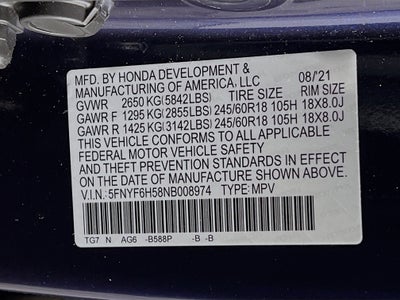 MFD. BY HONDA DEVELOPMENT &
MANUFACTURING OF AMERICA, LLC 08/'21
GVWR 2650 KG (5842LBS) TIRE SIZE RIM SIZE
GAWR F 1295 KG (2855LBS) 245/60R18 105H 18X8.0J
GAWR R 1425 KG (3142LBS) 245/60R18 105H 18X8.0J
THIS VEHICLE CONFORMS TO ALL APPLICABLE
FEDERAL MOTOR VEHICLE SAFETY
AND THEFT PREVENTION STANDARDS IN EFFECT
ON THE DATE OF MANUFACTURE SHOWN ABOVE.
V.I.N.:5FNYF6H58NB008974 TYPE:MPV
TG7 N AG6 -B588P -B -B